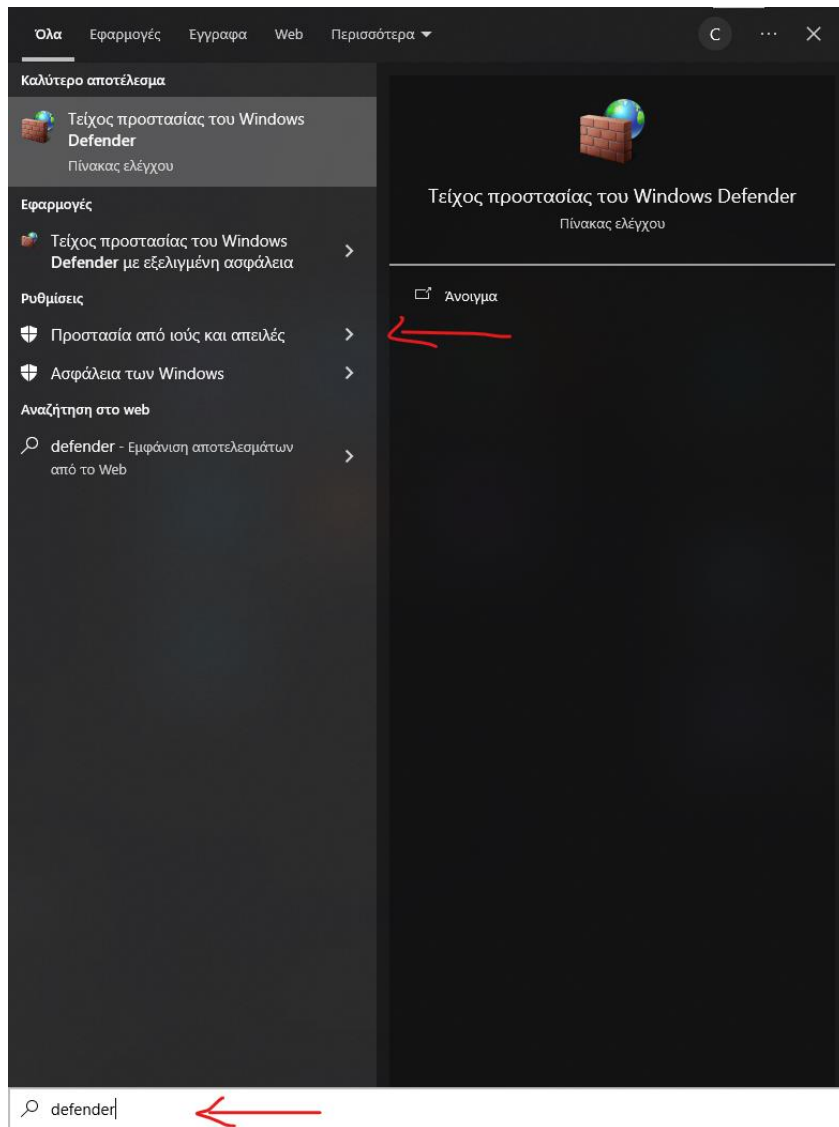 Όλα Εφαρμογές Εγγραφα Web Περισσότερα C ...
Καλύτερο αποτέλεσμα
Τείχος προστασίας του Windows
Defender
Πίνακας ελέγχου
Εφαρμογές
Τείχος προστασίας του Windows
Defender με εξελιγμένη ασφάλεια
Ρυθμίσεις
Προστασία από ιούς και απειλές
Ασφάλεια των Windows
Αναζήτηση στο web
defender - Εμφάνιση αποτελεσμάτων
από το Web
Τείχος προστασίας του Windows Defender
Πίνακας ελέγχου
Άνοιγμα
defender